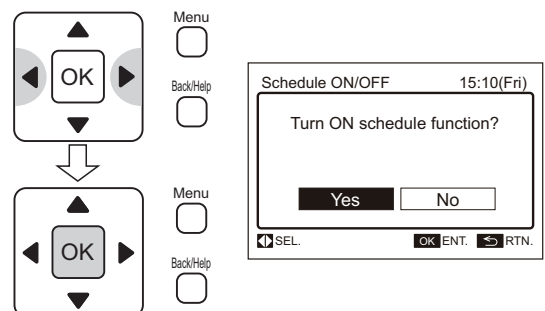 Menu
OK
Back/Help
Menu
OK
Back/Help
Schedule ON/OFF 15:10(Fri)
Turn ON schedule function?
Yes No
SEL. OK ENT. RTN.